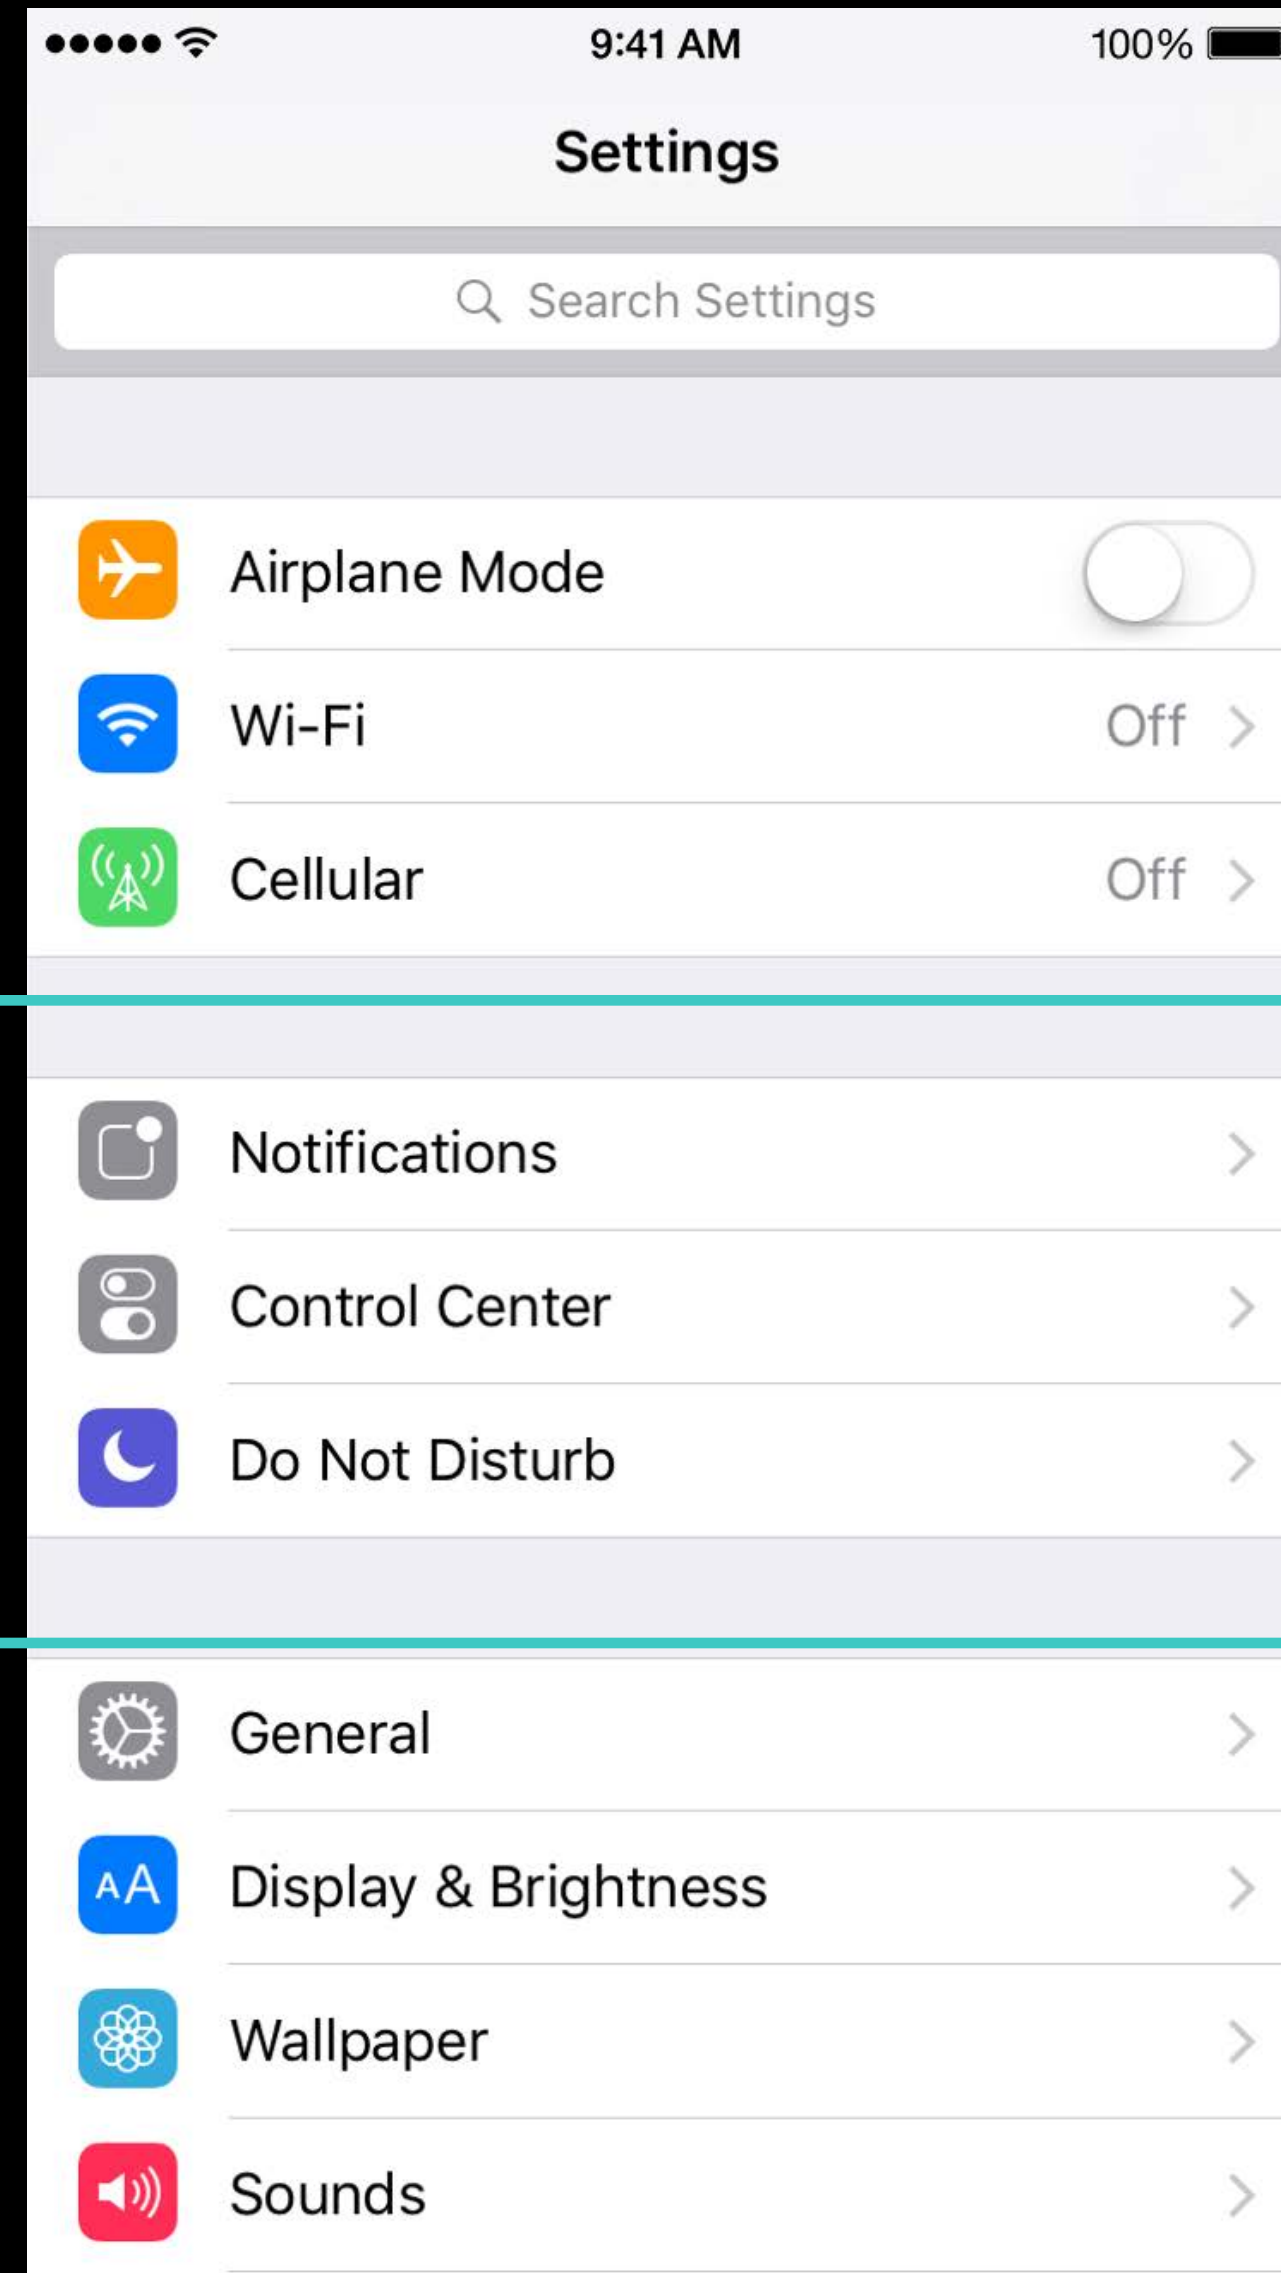 9:41 AM 100%
Settings
Search Settings
Airplane Mode
Wi-Fi Off
Cellular Off
Notifications
Control Center
Do Not Disturb
General
AA Display & Brightness
Wallpaper
Sounds